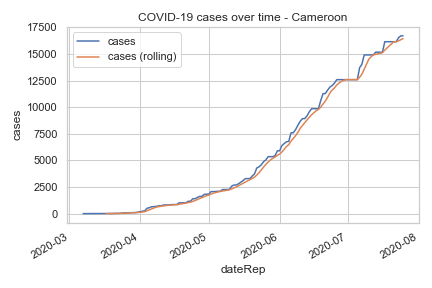 COVID-19 cases over time - Cameroon
cases
cases (rolling)
17500
15000
12500
10000
7500
5000
2500
0
cases
2020-03
2020-04
2020-05
2020-06
2020-07
2020-08
dateRep